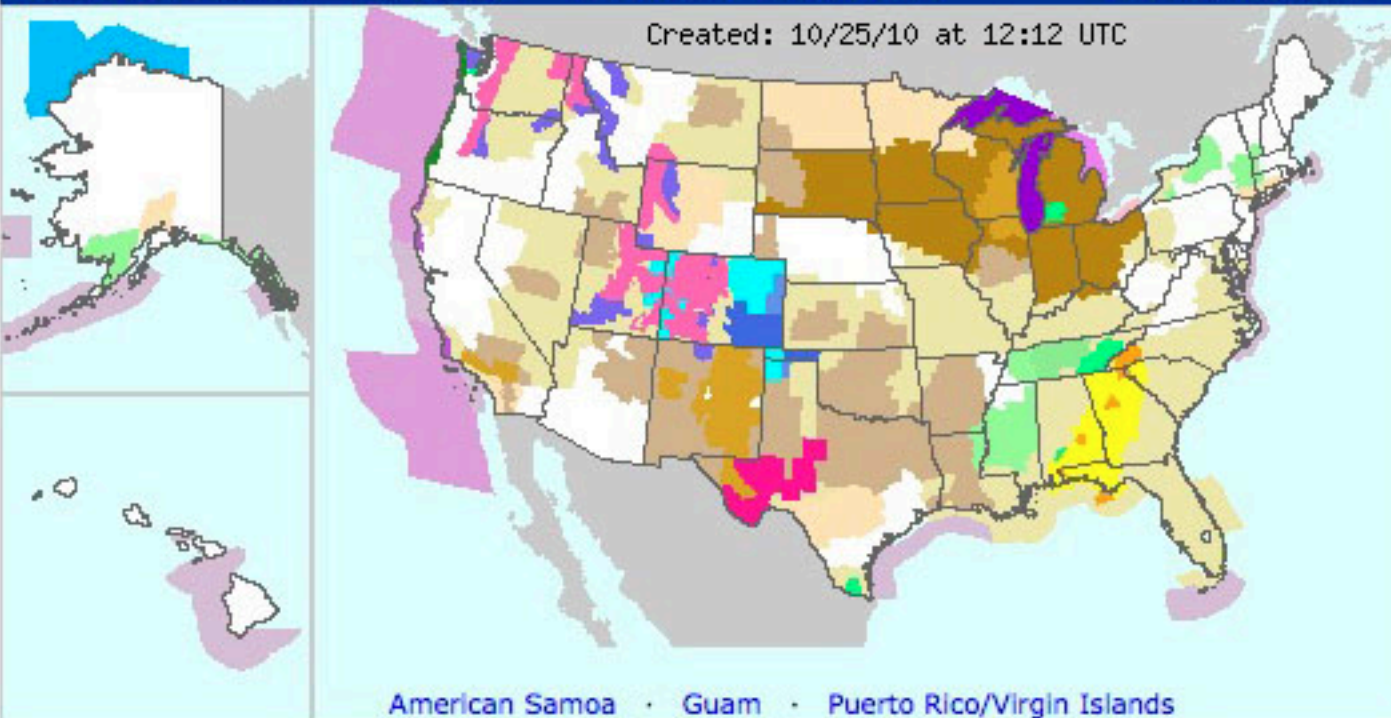 Created: 10/25/10 at 12:12 UTC
American Samoa · Guam · Puerto Rico/Virgin Islands